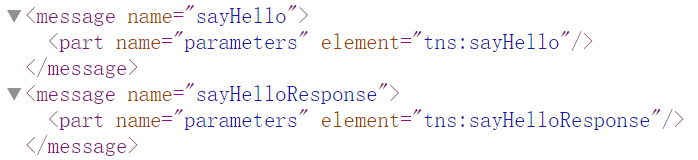 ▼<message name="sayHello">
<part name="parameters" element="tns:sayHello"/>
</message>
▼<message name="sayHelloResponse">
<part name="parameters" element="tns:sayHelloResponse"/>
</message>